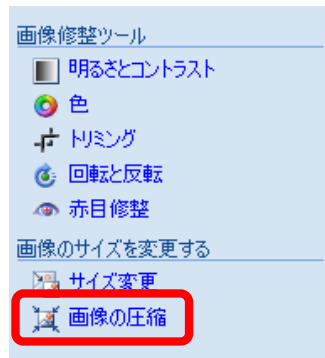 画像修整ツール
明るさとコントラスト
色
トリミング
回転と反転
赤目修整
画像のサイズを変更する
サイズ変更
画像の圧縮